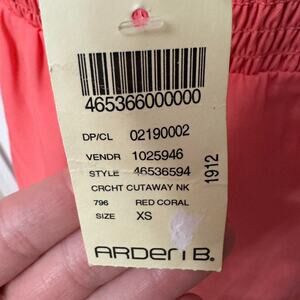 465366000000
DP/CL 02190002
VENDR 1025946
STYLE 46536594
CRCHT CUTAWAY NK
796 RED CORAL
SIZE XS
1912
ARDEN B.